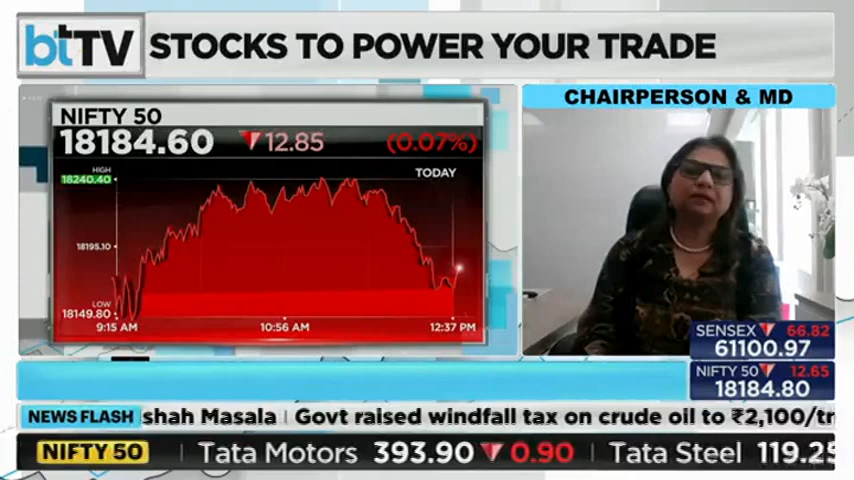 btTV STOCKS TO POWER YOUR TRADE
NIFTY 50
18184.60 12.85 (0.07%)
TODAY
HIGH
18240.40
18195.10
LOW
18149.80
9:15 AM 10:56 AM 12:37 PM
CHAIRPERSON & MD
SENSEX 66.82
61100.97
NIFTY 50 12.65
18184.80
NEWS FLASH shah Masala Govt raised windfall tax on crude oil to ₹2,100/tr
NIFTY 50 Tata Motors 393.90 0.90 Tata Steel 119.25